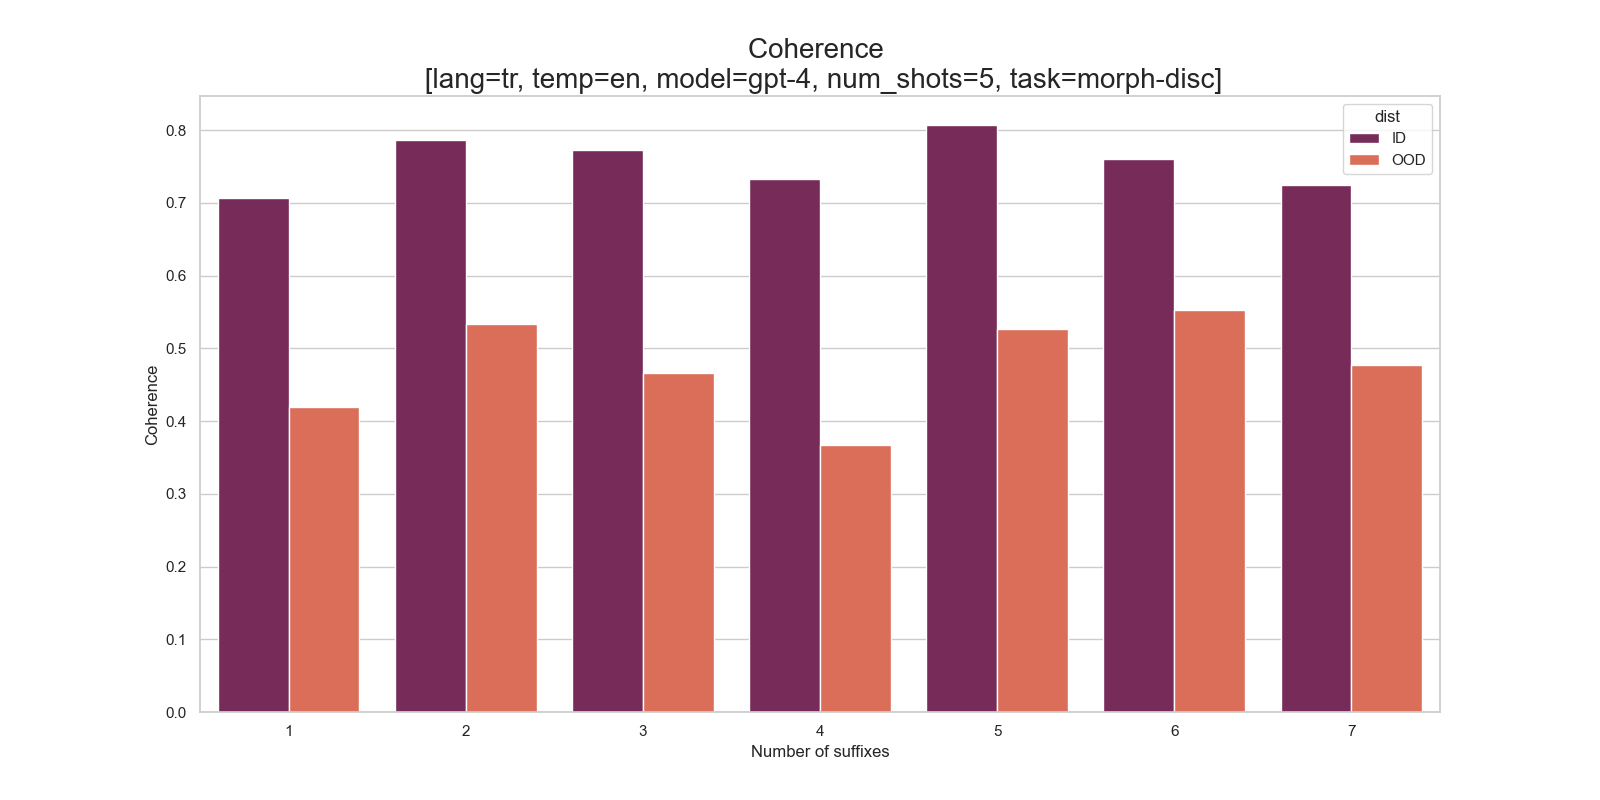 Coherence
[lang=tr, temp=en, model=gpt-4, num_shots=5, task=morph-disc]
dist
ID
OOD
0.8
0.7
0.6
0.5
0.4
0.3
0.2
0.1
0.0
Coherence
1 2 3 4 5 6 7
Number of suffixes